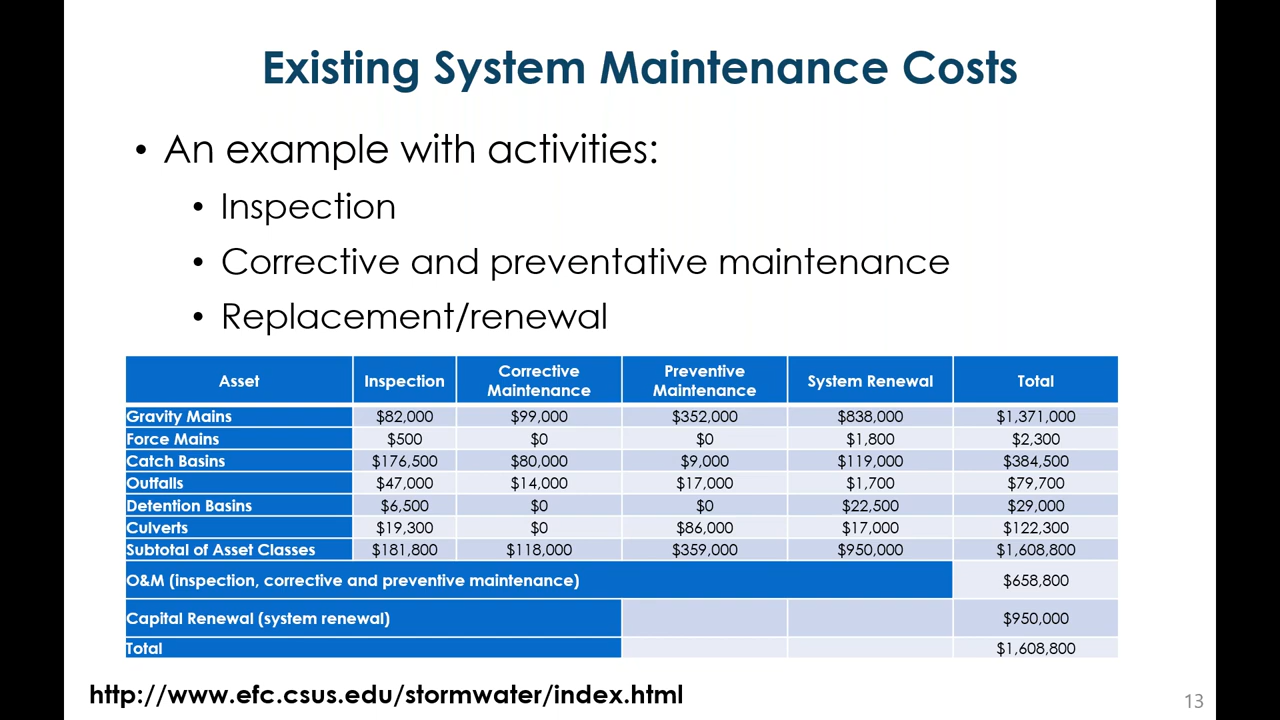 Existing System Maintenance Costs
• An example with activities:
• Inspection
• Corrective and preventative maintenance
• Replacement/renewal
Asset Inspection Corrective Maintenance Preventive Maintenance System Renewal Total
Gravity Mains $82,000 $99,000 $352,000 $838,000 $1,371,000
Force Mains $500 $0 $0 $1,800 $2,300
Catch Basins $176,500 $80,000 $9,000 $119,000 $384,500
Outfalls $47,000 $14,000 $17,000 $1,700 $79,700
Detention Basins $6,500 $0 $0 $22,500 $29,000
Culverts $19,300 $0 $86,000 $17,000 $122,300
Subtotal of Asset Classes $181,800 $118,000 $359,000 $950,000 $1,608,800
O&M (inspection, corrective and preventive maintenance) $658,800
Capital Renewal (system renewal) $950,000
Total $1,608,800
http://www.efc.csus.edu/stormwater/index.html
13